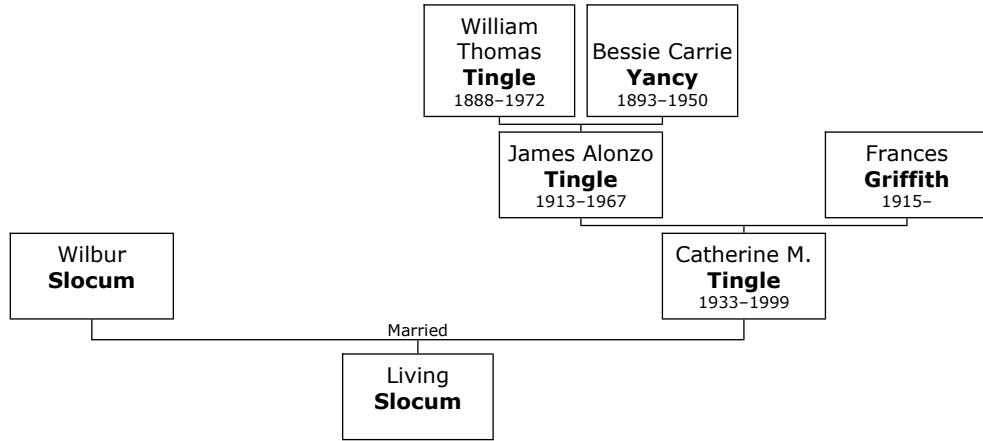 William
Thomas
Tingle
1888–1972
Bessie Carrie
Yancy
1893–1950
James Alonzo
Tingle
1913–1967
Frances
Griffith
1915–
Wilbur
Slocum
Catherine M.
Tingle
1933–1999
Married
Living
Slocum